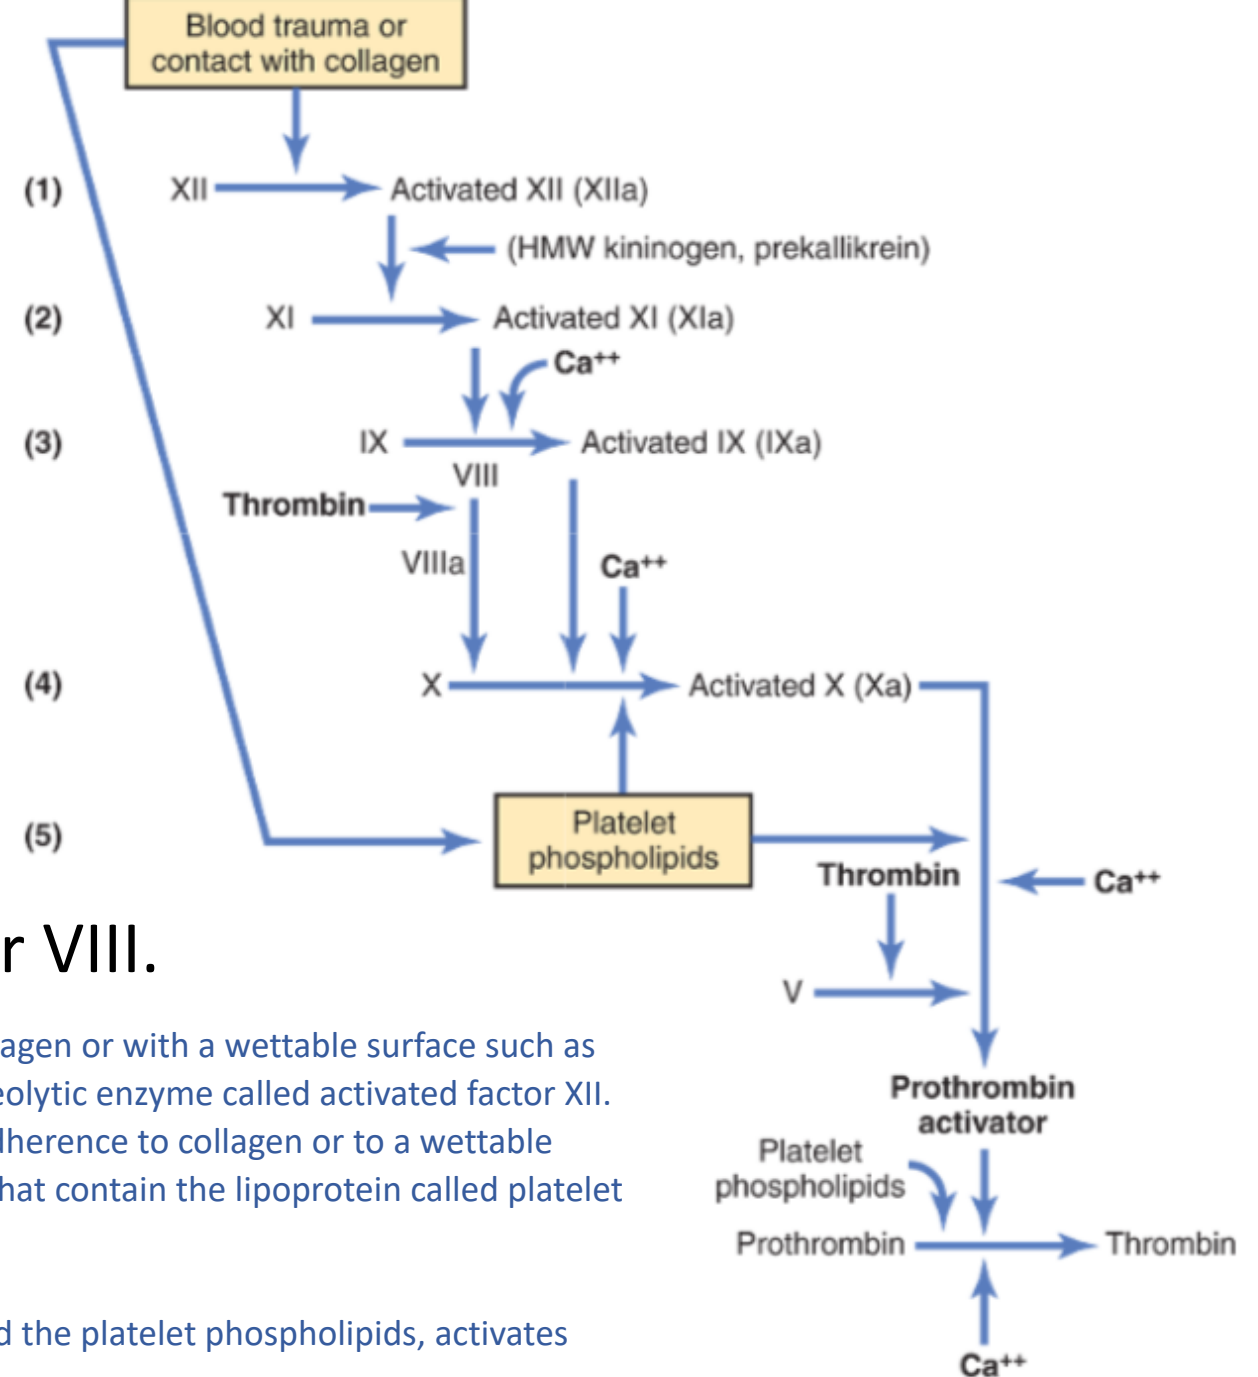 Blood trauma or
contact with collagen
(1) XII Activated XII (XIIa)
(HMW kininogen, prekallikrein)
(2) XI Activated XI (XIa)
Ca++
(3) IX Activated IX (IXa)
VIII
Thrombin
VIIIa Ca++
(4) X Activated X (Xa)
(5) Platelet
phospholipids
Thrombin Ca++
r VIII.
V
agen or with a wettable surface such as
eolytic enzyme called activated factor XII.
dherence to collagen or to a wettable
hat contain the lipoprotein called platelet
Prothrombin
activator
Platelet
phospholipids
Prothrombin Thrombin
d the platelet phospholipids, activates
Ca++